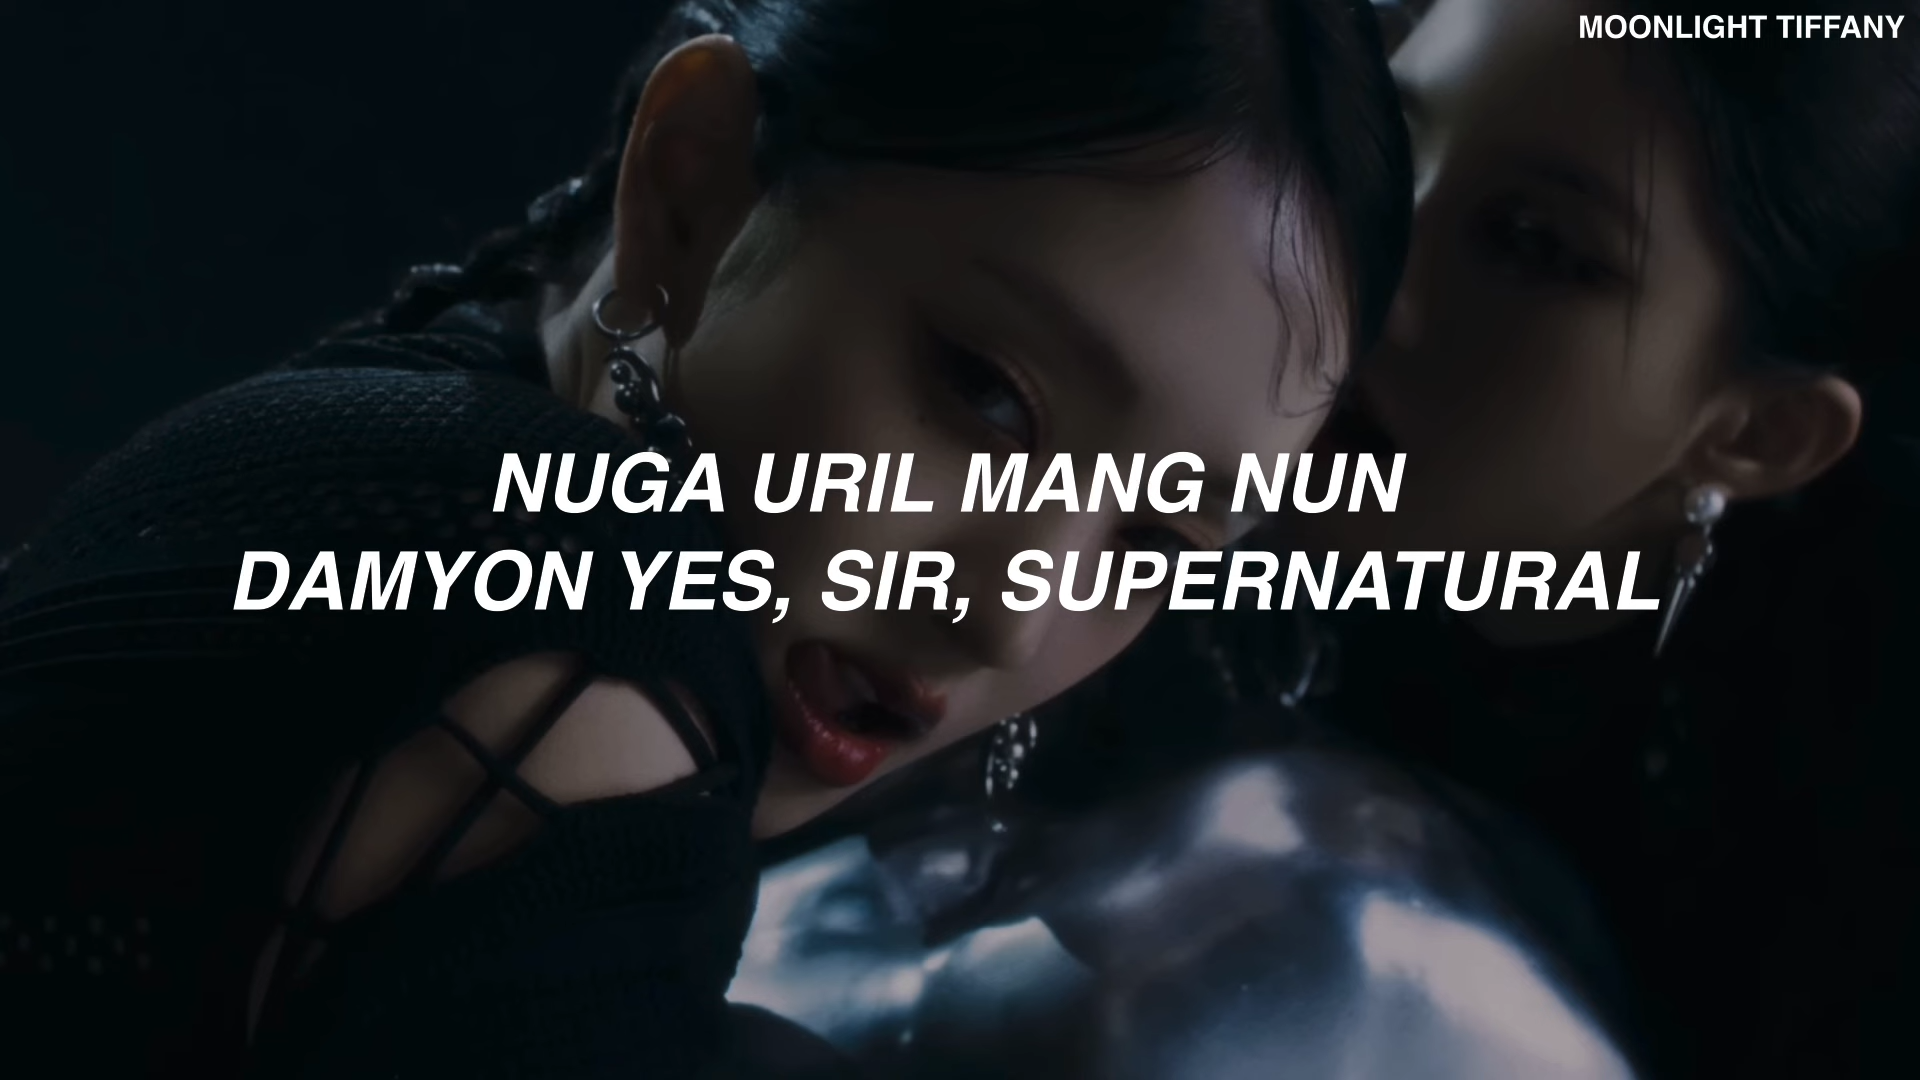 MOONLIGHT TIFFANY
NUGA URIL MANG NUN
DAMYON YES, SIR, SUPERNATURAL